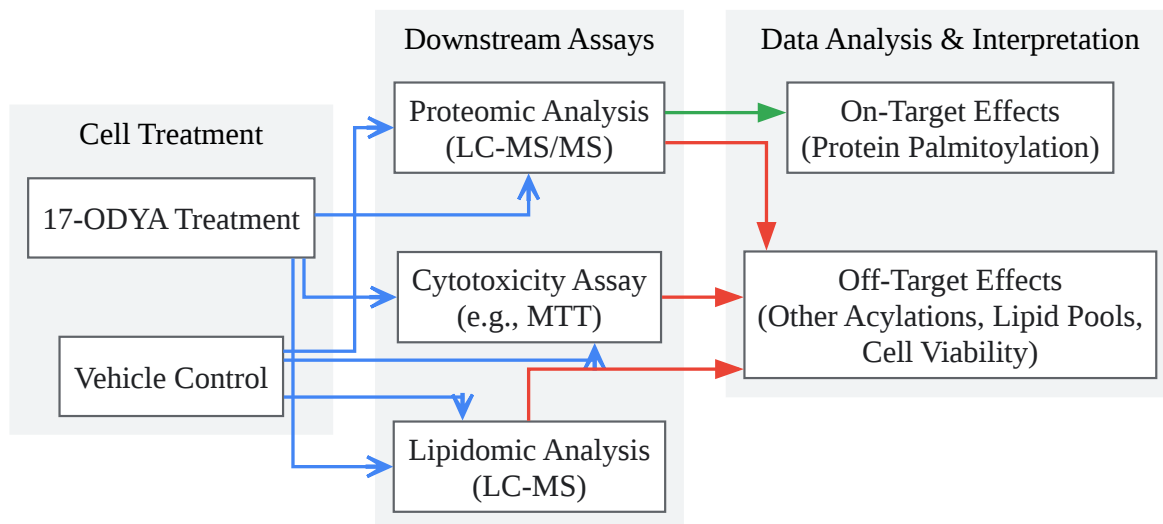 Cell Treatment
17-ODYA Treatment
Vehicle Control
Downstream Assays
Proteomic Analysis
(LC-MS/MS)
Cytotoxicity Assay
(e.g., MTT)
Lipidomic Analysis
(LC-MS)
Data Analysis & Interpretation
On-Target Effects
(Protein Palmitoylation)
Off-Target Effects
(Other Acylations, Lipid Pools,
Cell Viability)